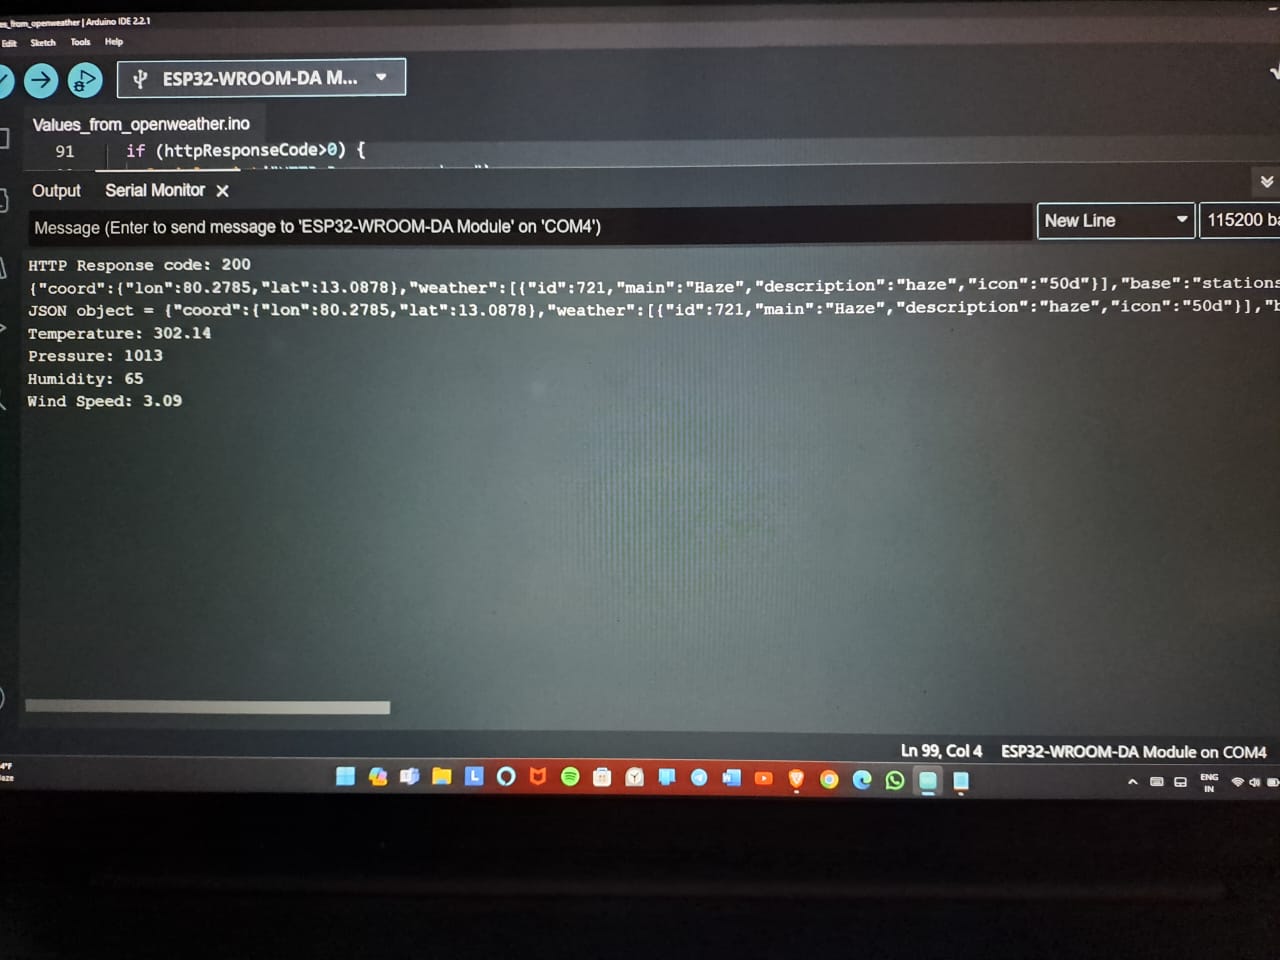 es_from_openweather | Arduino IDE 2.2.1
Edit Sketch Tools Help
ESP32-WROOM-DA M...
Values_from_openweather.ino
91 if (httpResponseCode>0) {
Output Serial Monitor
Message (Enter to send message to 'ESP32-WROOM-DA Module' on 'COM4')
New Line
115200 ba
HTTP Response code: 200
{"coord":{"lon":80.2785,"lat":13.0878},"weather":[{"id":721,"main":"Haze","description":"haze","icon":"50d"}],"base":"stations
JSON object = {"coord":{"lon":80.2785,"lat":13.0878},"weather":[{"id":721,"main":"Haze","description":"haze","icon":"50d"}],"b
Temperature: 302.14
Pressure: 1013
Humidity: 65
Wind Speed: 3.09
Ln 99, Col 4 ESP32-WROOM-DA Module on COM4
4°F
aze
ENG
IN